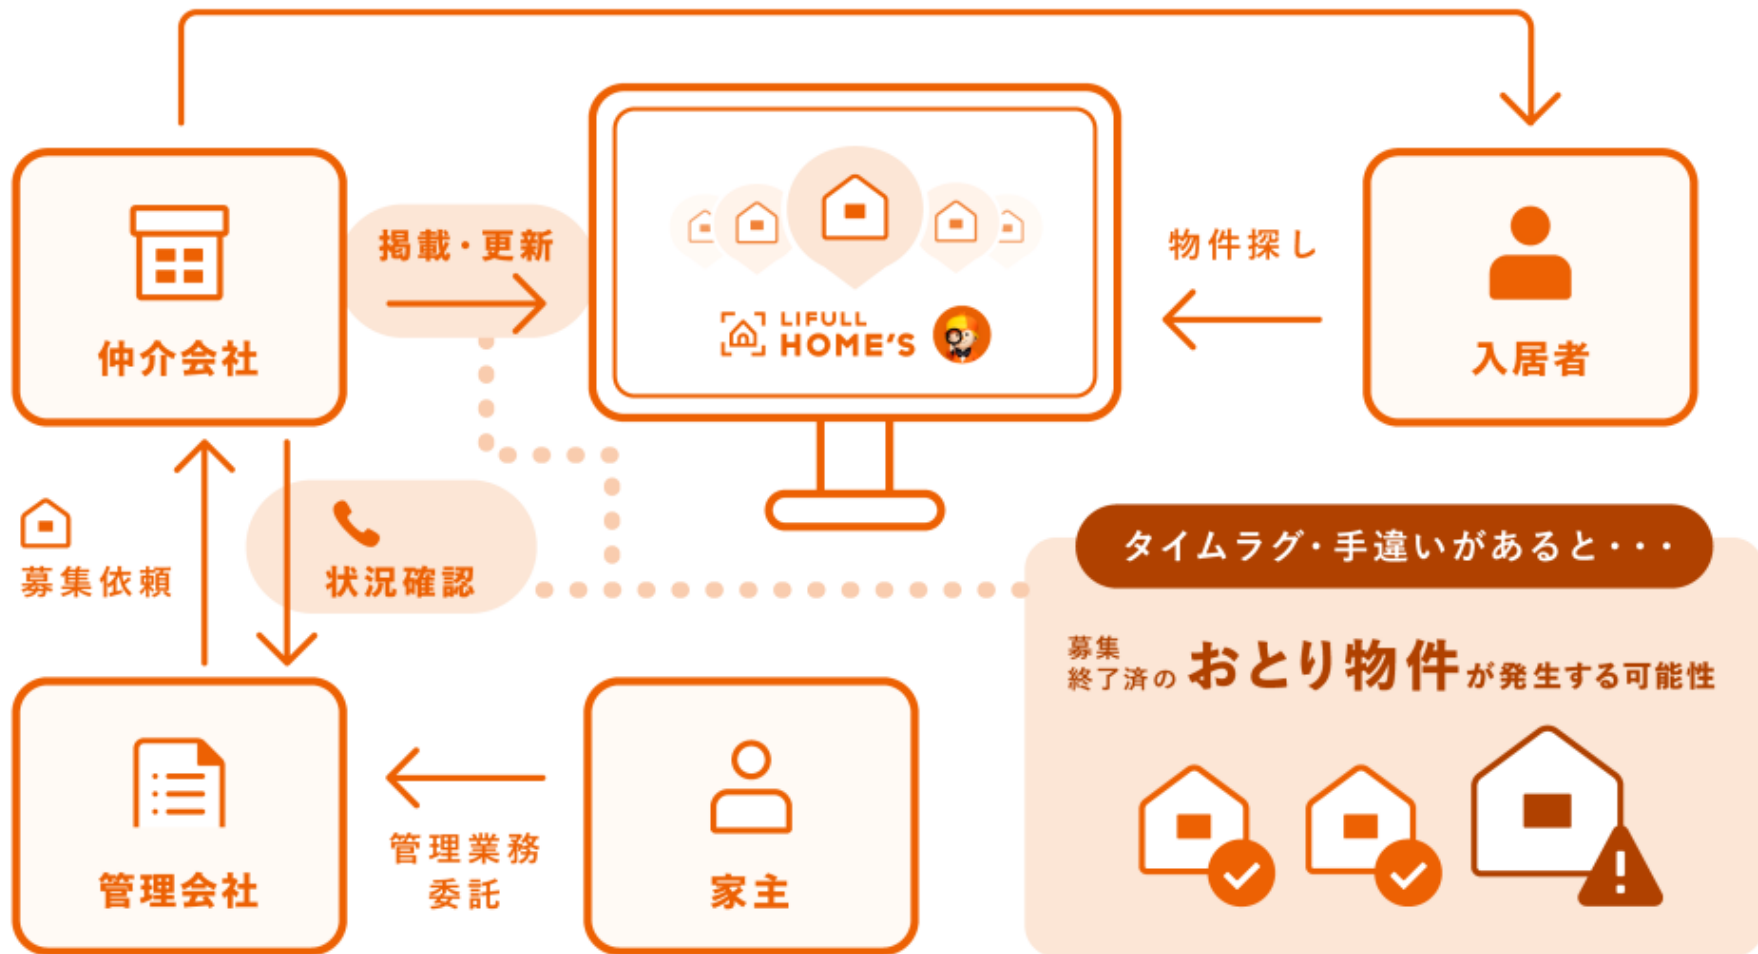 掲載・更新
仲介会社
LIFULL
HOME'S
物件探し
入居者
募集依頼
状況確認
管理会社
管理業務
委託
家主
タイムラグ・手違いがあると・・・
募集
終了済の おとり物件が発生する可能性